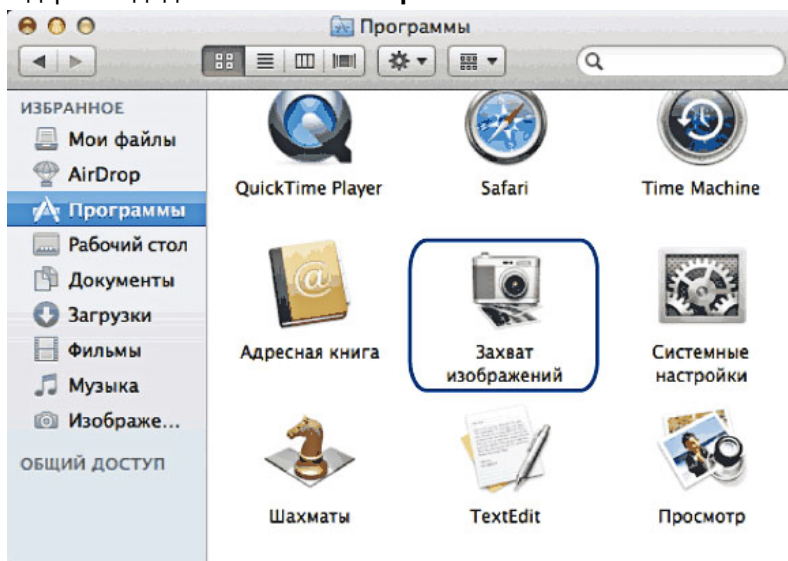 Программы
ИЗБРАННОЕ
Мои файлы
AirDrop
Программы
Рабочий стол
Документы
Загрузки
Фильмы
Музыка
Изображе...
ОБЩИЙ ДОСТУП
QuickTime Player
Safari
Time Machine
Адресная книга
Захват
изображений
Системные
настройки
Шахматы
TextEdit
Просмотр